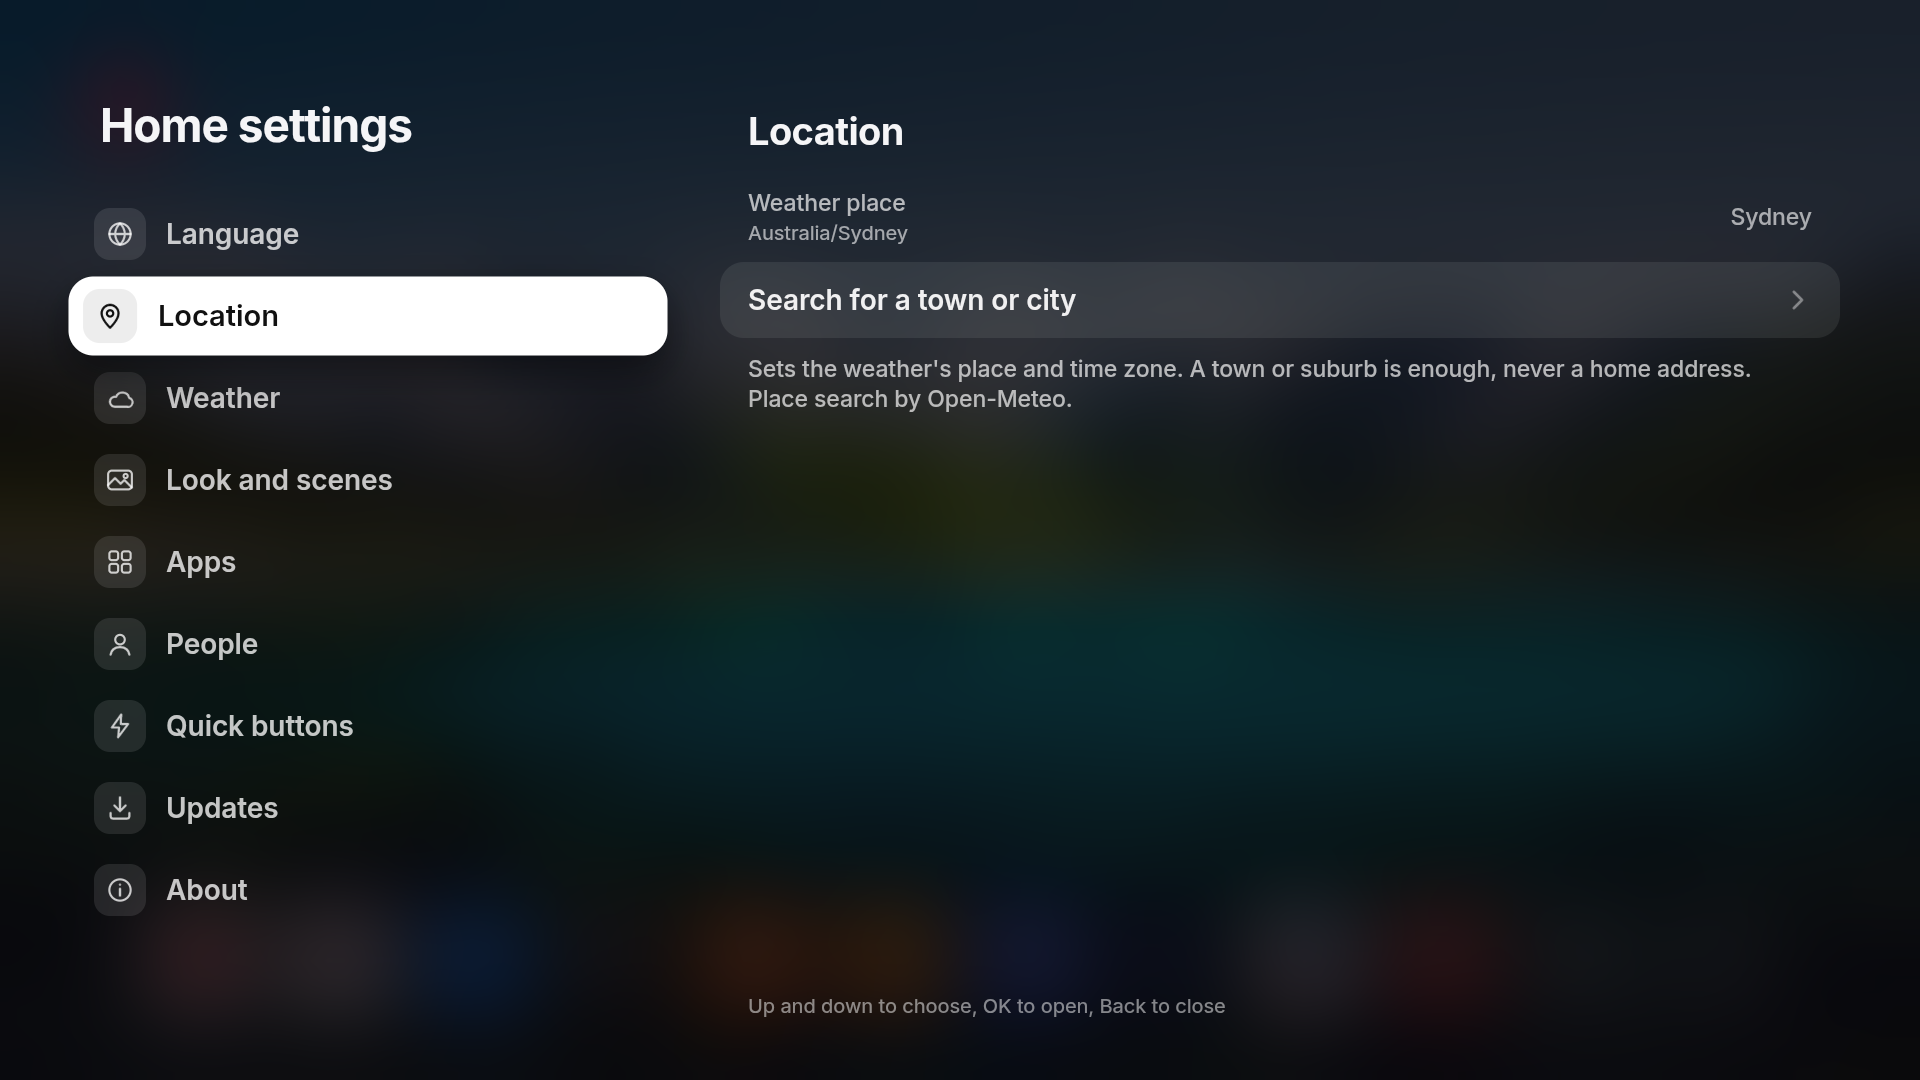 Home settings
Language
Location
Weather
Look and scenes
Apps
People
Quick buttons
Updates
About
Location
Weather place
Australia/Sydney
Sydney
Search for a town or city
Sets the weather's place and time zone. A town or suburb is enough, never a home address.
Place search by Open-Meteo.
Up and down to choose, OK to open, Back to close